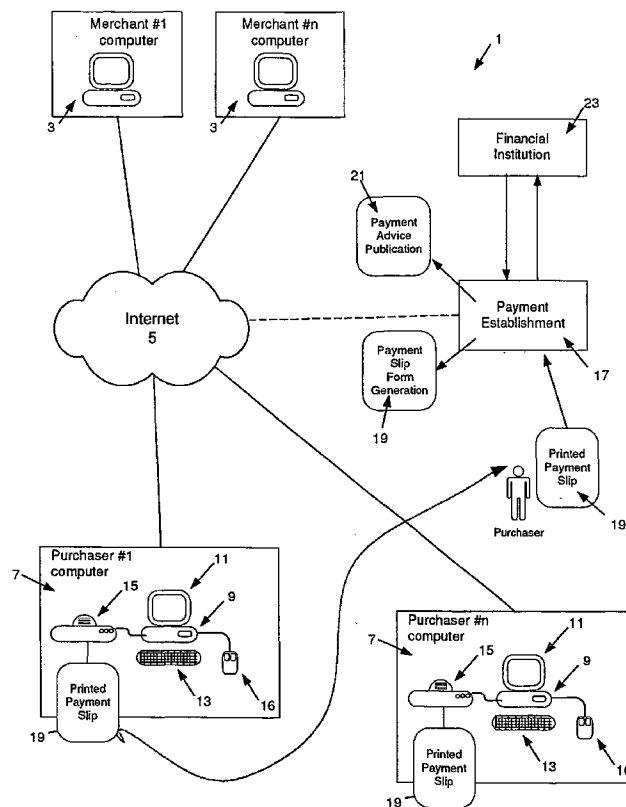 Merchant #1
computer
3
Merchant #n
computer
3
1
23
Financial
Institution
21
Payment
Advice
Publication
Internet
5
Payment
Establishment
17
Payment
Slip
Form
Generation
19
Printed
Payment
Slip
19
Purchaser
Purchaser #1
computer
7
11
15
9
13
16
Printed
Payment
Slip
19
Purchaser #n
computer
7
11
15
9
13
16
Printed
Payment
Slip
19